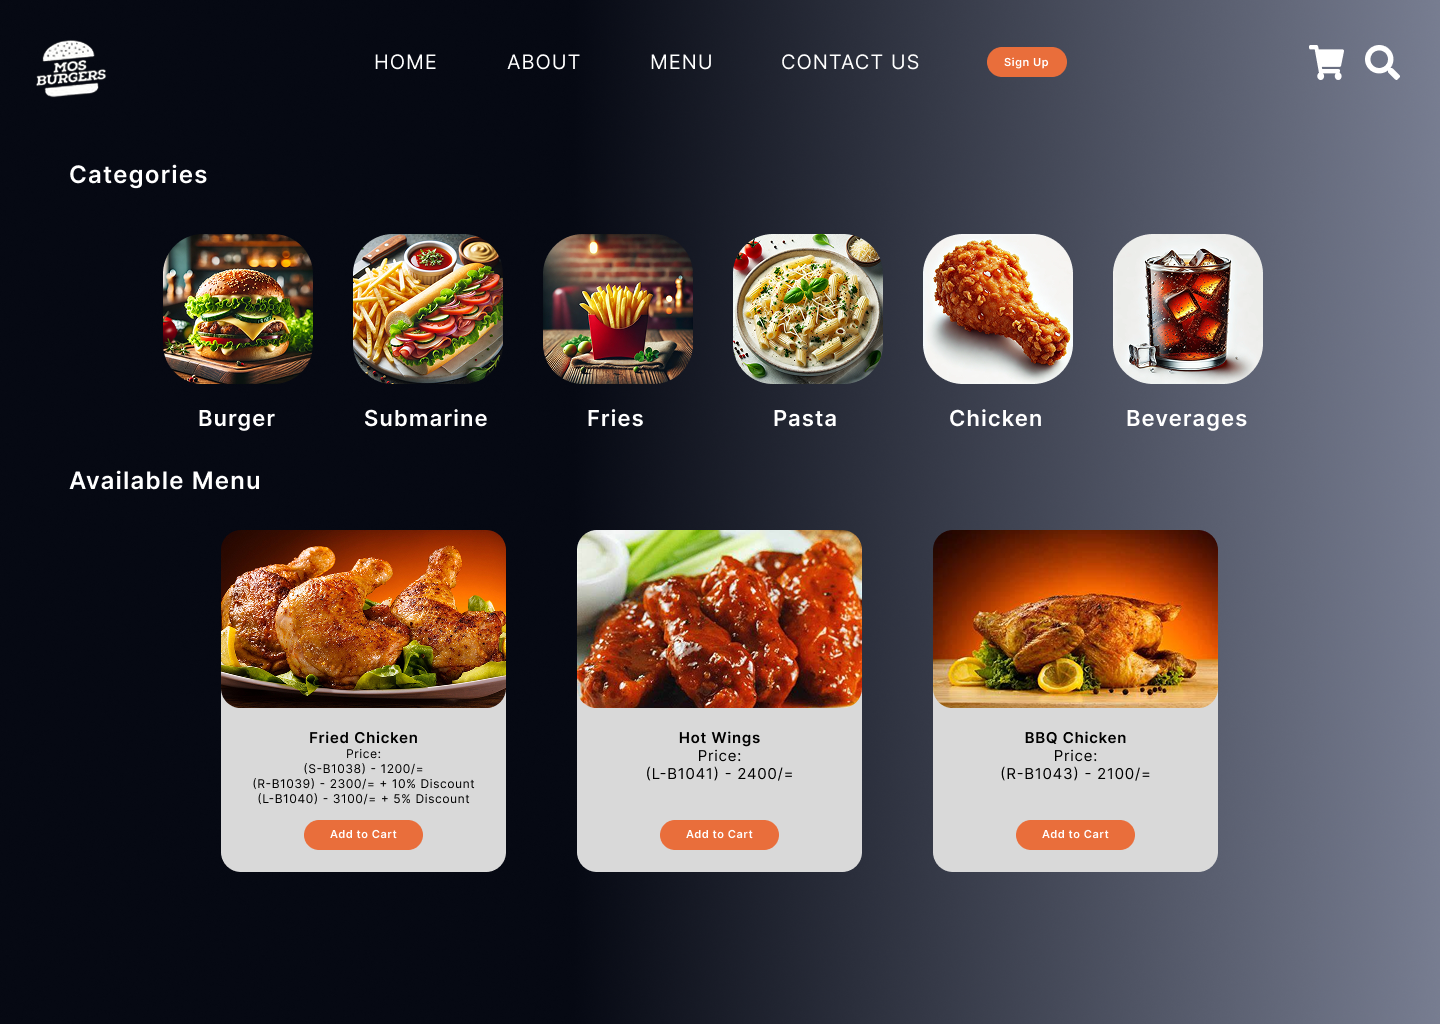 MOS
BURGERS
HOME
ABOUT
MENU
CONTACT US
Sign Up
Categories
Burger
Submarine
Fries
Pasta
Chicken
Beverages
Available Menu
Fried Chicken
Price:
(S-B1038) - 1200/=
(R-B1039) - 2300/= + 10% Discount
(L-B1040) - 3100/= + 5% Discount
Add to Cart
Hot Wings
Price:
(L-B1041) - 2400/=
Add to Cart
BBQ Chicken
Price:
(R-B1043) - 2100/=
Add to Cart